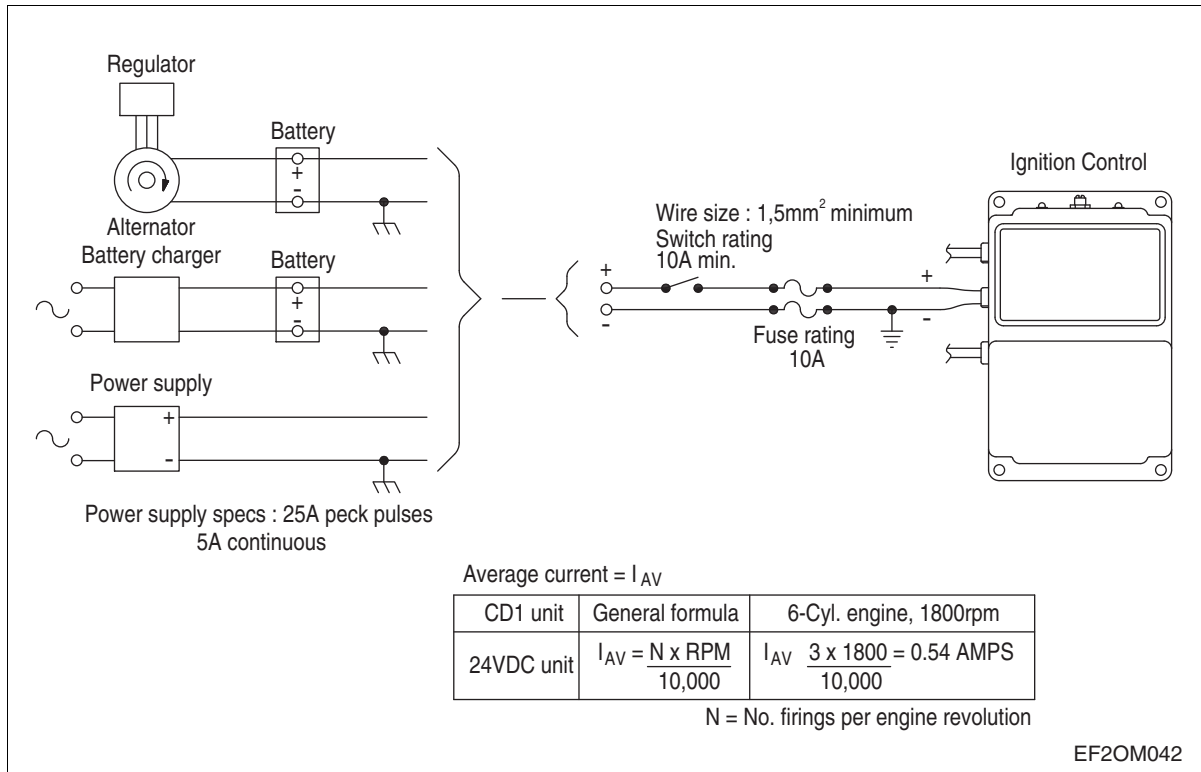 Regulator
Battery
+
-
Alternator
Battery charger
Battery
+
-
Power supply
+
-
Power supply specs : 25A peck pulses
5A continuous
Ignition Control
Wire size : 1,5mm² minimum
Switch rating
10A min.
+
-
+
-
Fuse rating
10A
Average current = I AV
CD1 unit
General formula
6-Cyl. engine, 1800rpm
24VDC unit
I AV = N x RPM
10,000
I AV 3 x 1800 = 0.54 AMPS
10,000
N = No. firings per engine revolution
EF2OM042